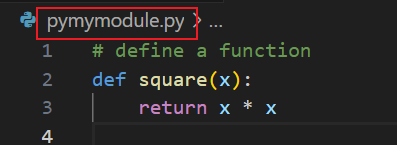 pymymodule.py > ...
1 # define a function
2 def square(x):
3     return x * x
4